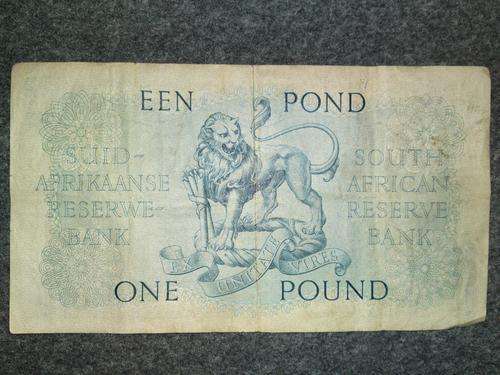 EEN POND
SUID-
AFRIKAANSE
RESERWE-
BANK
SOUTH
AFRICAN
RESERVE
BANK
EX UNITATE VIRES
ONE POUND